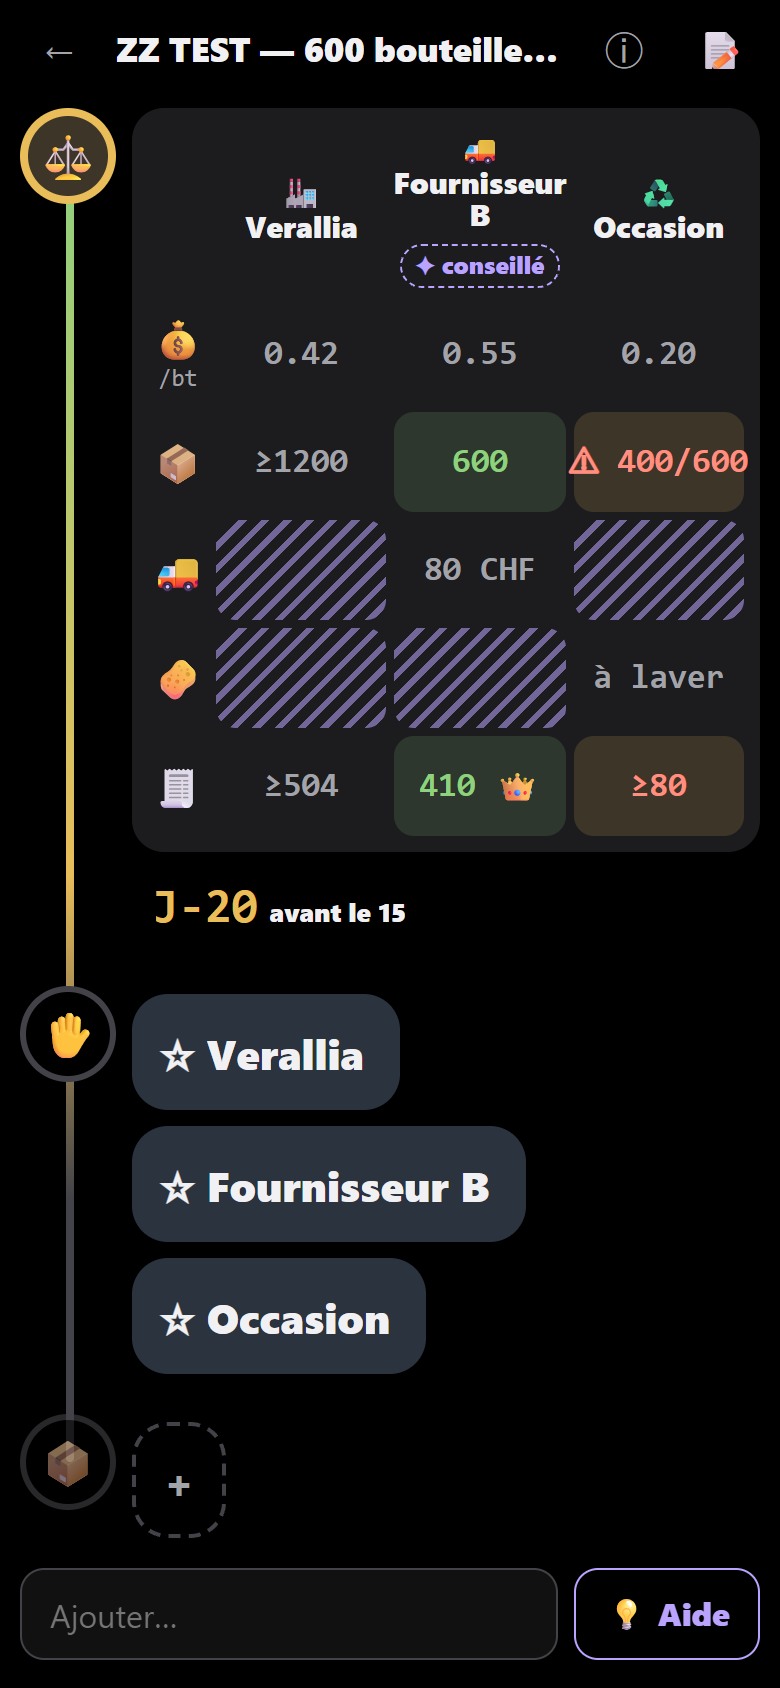 ← ZZ TEST — 600 bouteille... ⓘ
Verallia
Fournisseur
B
✦ conseillé
Occasion
/bt 0.42 0.55 0.20
≥1200 600 ⚠ 400/600
80 CHF
à laver
≥504 410 ≥80
J-20 avant le 15
☆ Verallia
☆ Fournisseur B
☆ Occasion
+
Ajouter...
Aide